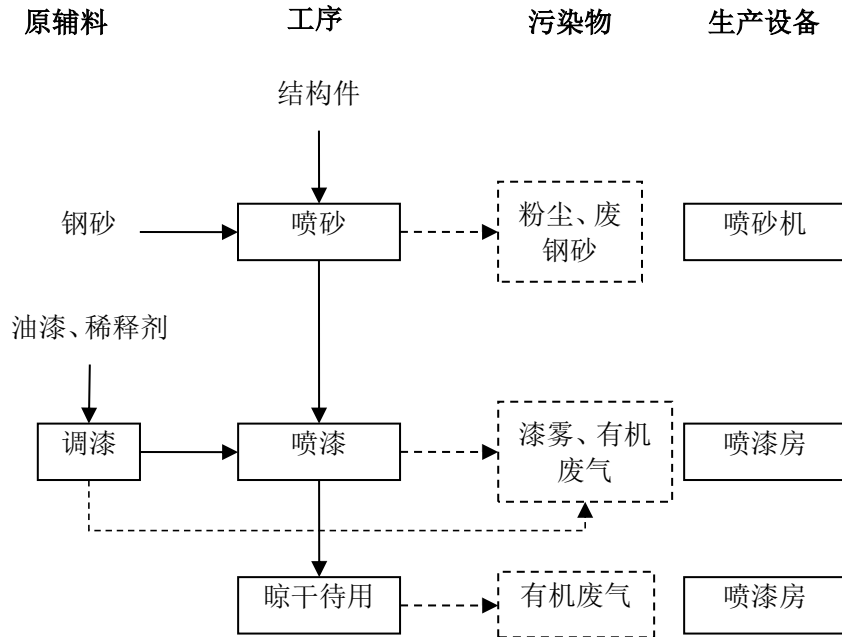 原辅料 工序 污染物 生产设备
结构件
钢砂 喷砂 粉尘、废 喷砂机
钢砂
油漆、稀释剂
调漆 喷漆 漆雾、有机 喷漆房
废气
晾干待用 有机废气 喷漆房